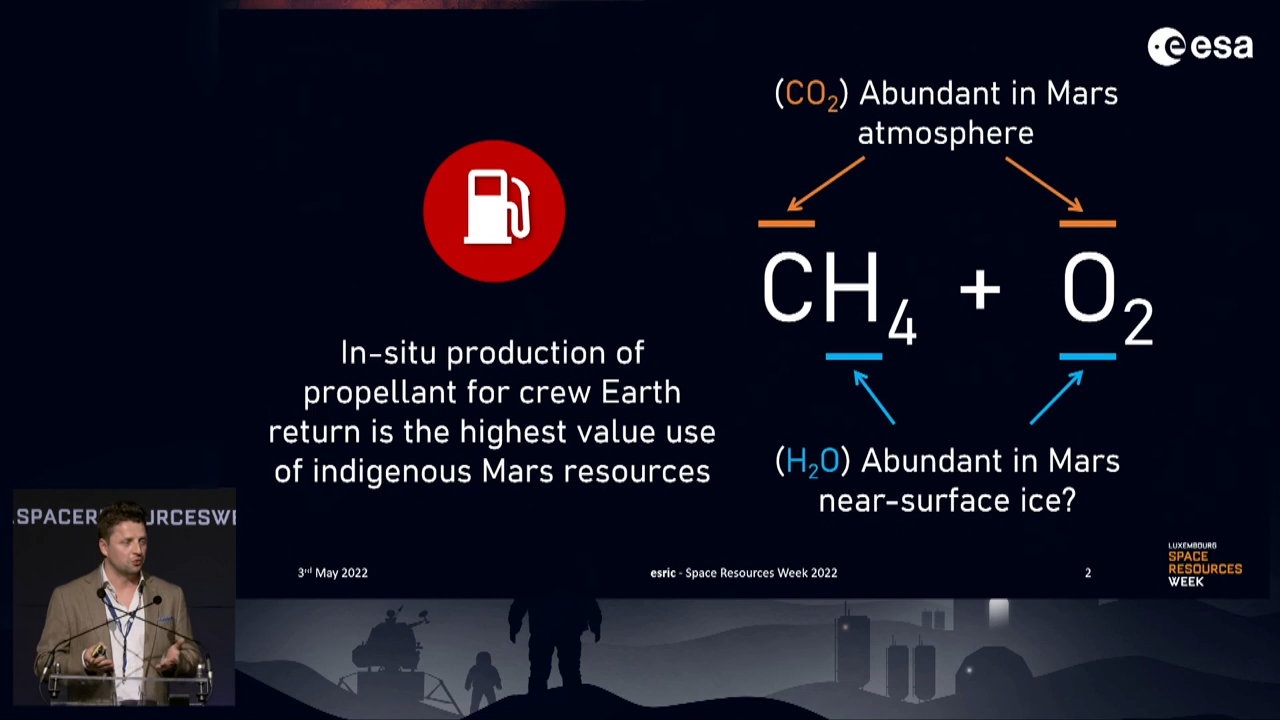 esa
(CO₂) Abundant in Mars
atmosphere
CH₄ + O₂
In-situ production of
propellant for crew Earth
return is the highest value use
of indigenous Mars resources
(H₂O) Abundant in Mars
near-surface ice?
.SPACER URCESWE
3rd May 2022
esric - Space Resources Week 2022
2
LUXEMBOURG
SPACE
RESOURCES
WEEK